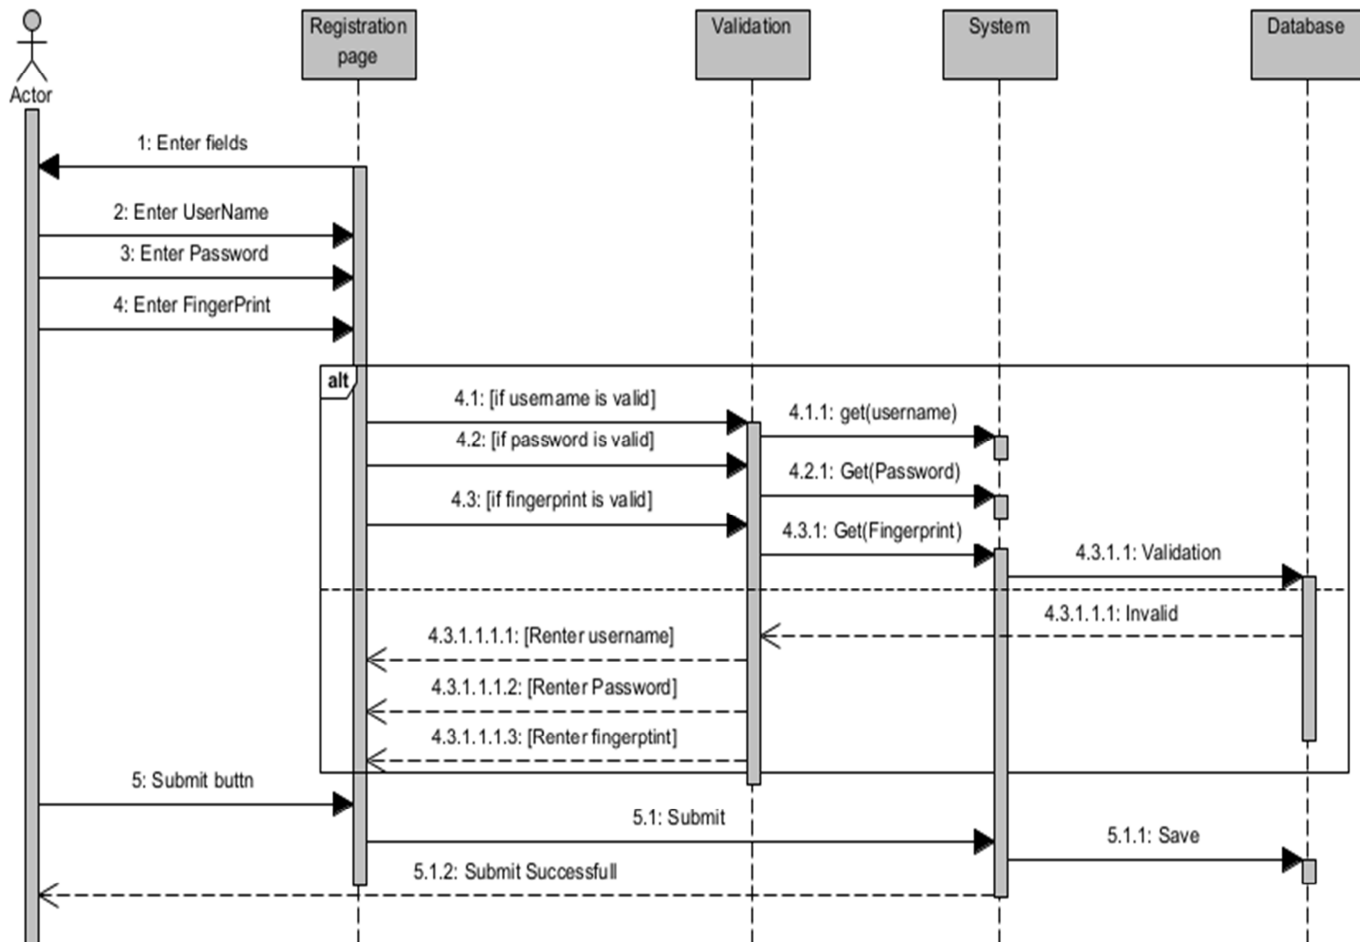 Registration
page
Validation
System
Database
Actor
1: Enter fields
2: Enter UserName
3: Enter Password
4: Enter FingerPrint
alt
4.1: [if username is valid]
4.1.1: get(username)
4.2: [if password is valid]
4.2.1: Get(Password)
4.3: [if fingerprint is valid]
4.3.1: Get(Fingerprint)
4.3.1.1: Validation
4.3.1.1.1: Invalid
4.3.1.1.1.1: [Renter username]
4.3.1.1.1.2: [Renter Password]
4.3.1.1.1.3: [Renter fingerptint]
5: Submit buttn
5.1: Submit
5.1.1: Save
5.1.2: Submit Successfull